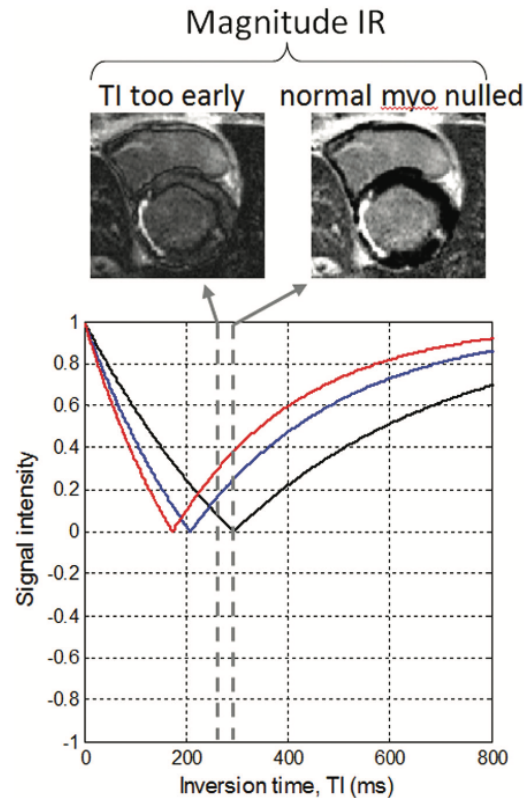 Magnitude IR
TI too early
normal myo nulled
1
0.8
0.6
0.4
0.2
0
-0.2
-0.4
-0.6
-0.8
-1
Signal intensity
0 200 400 600 800
Inversion time, TI (ms)